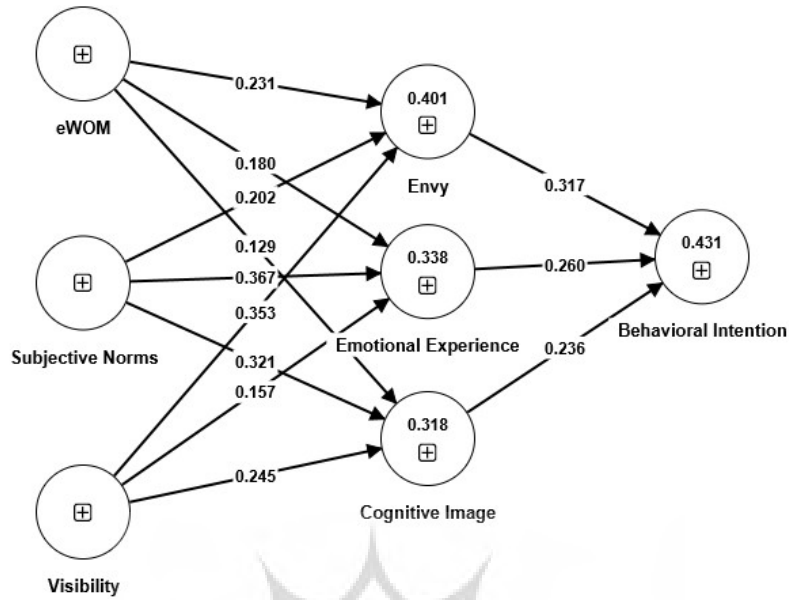 eWOM
Subjective Norms
Visibility
0.231
0.180
0.202
0.129
0.367
0.353
0.321
0.157
0.245
0.401
Envy
0.338
Emotional Experience
0.318
Cognitive Image
0.317
0.260
0.236
0.431
Behavioral Intention